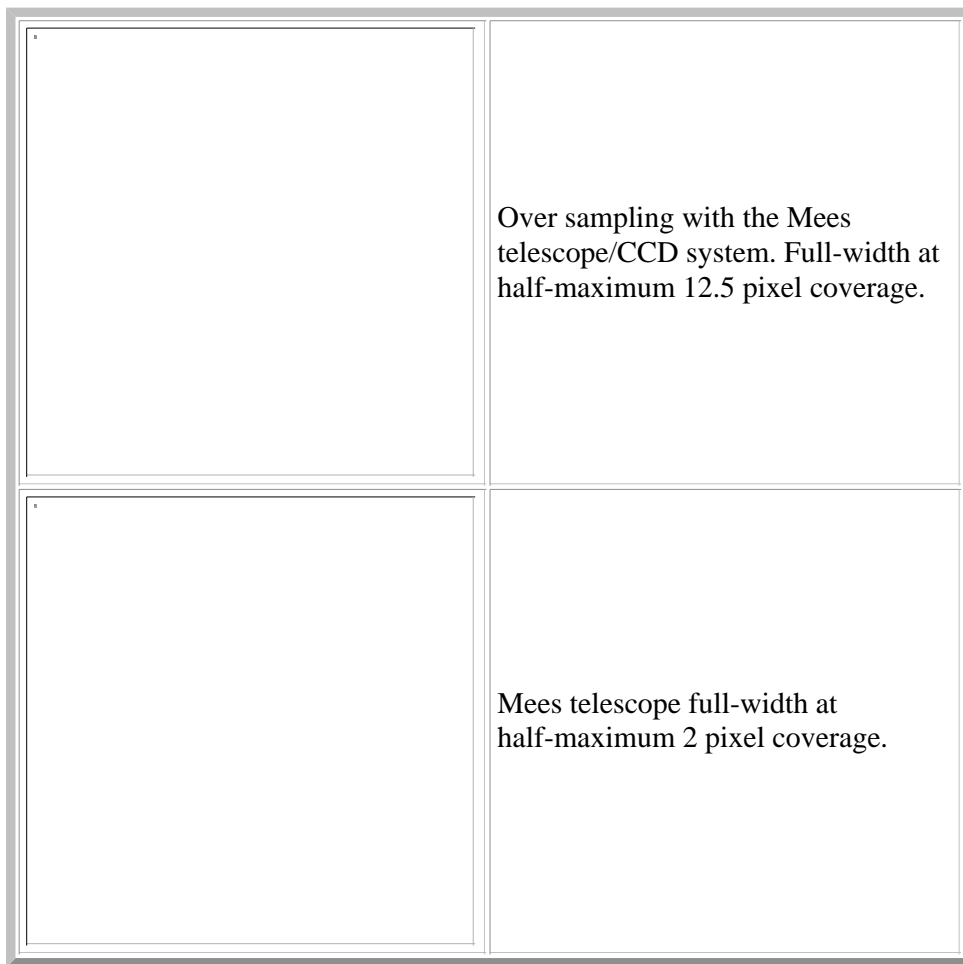 Over sampling with the Mees
telescope/CCD system. Full-width at
half-maximum 12.5 pixel coverage.
Mees telescope full-width at
half-maximum 2 pixel coverage.